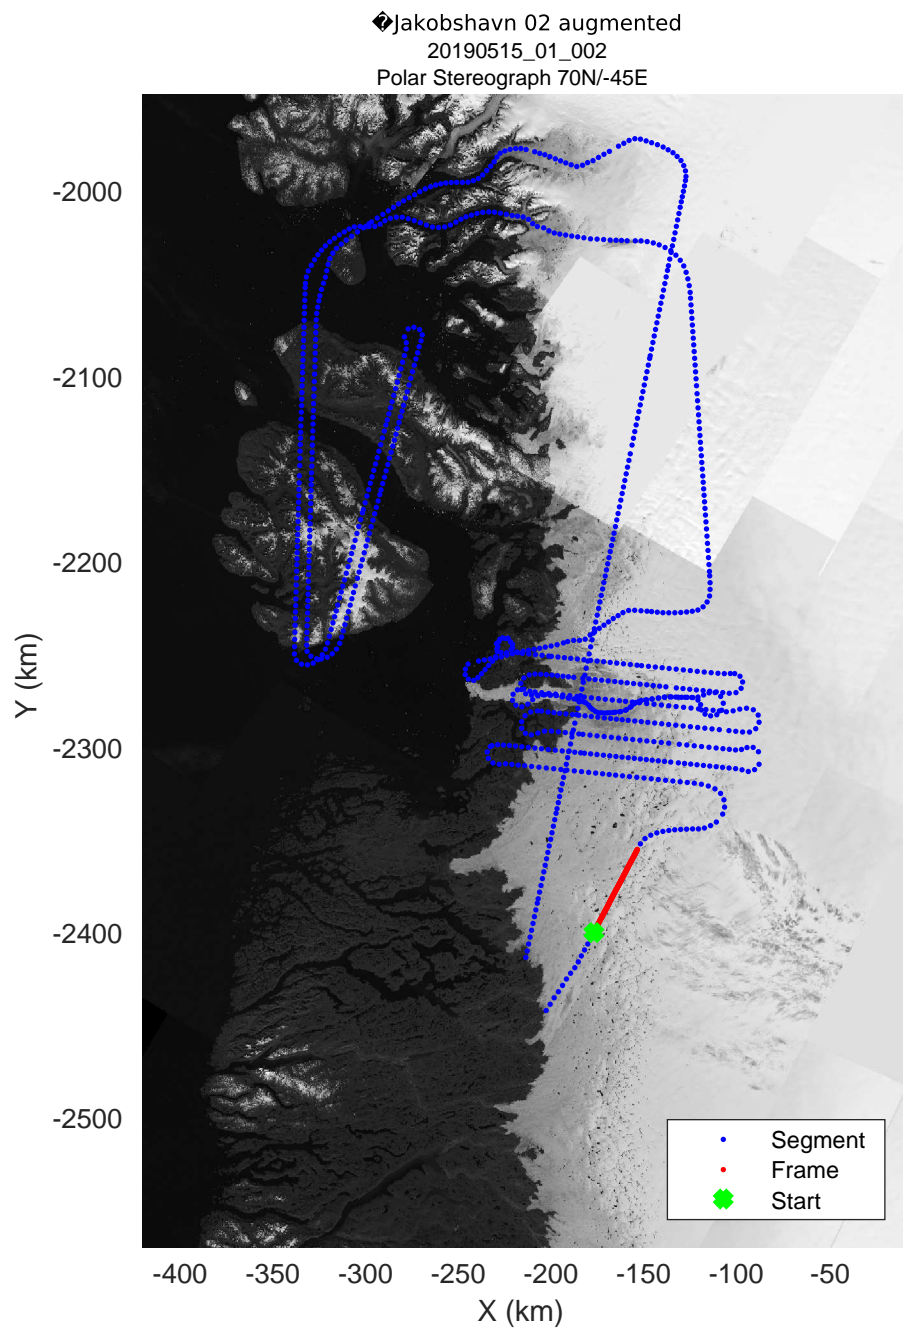 �Jakobshavn 02 augmented
20190515_01_002
Polar Stereograph 70N/-45E
-2000
-2100
-2200
-2300
-2400
-2500
Y (km)
-400
-350
-300
-250
-200
-150
-100
-50
X (km)
Segment
Frame
Start